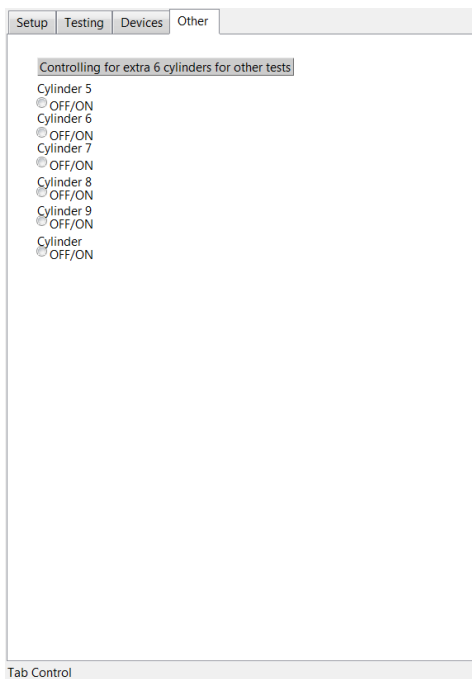 Setup Testing Devices Other
Controlling for extra 6 cylinders for other tests
Cylinder 5
OFF/ON
Cylinder 6
OFF/ON
Cylinder 7
OFF/ON
Cylinder 8
OFF/ON
Cylinder 9
OFF/ON
Cylinder
OFF/ON
Tab Control